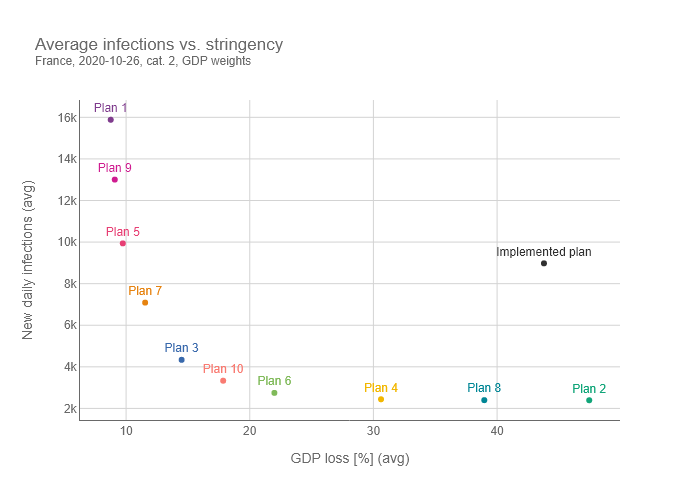 Average infections vs. stringency
France, 2020-10-26, cat. 2, GDP weights
New daily infections (avg)
16k
14k
12k
10k
8k
6k
4k
2k
Plan 1
Plan 9
Plan 5
Implemented plan
Plan 7
Plan 3
Plan 10
Plan 6
Plan 4
Plan 8
Plan 2
10
20
30
40
GDP loss [%] (avg)